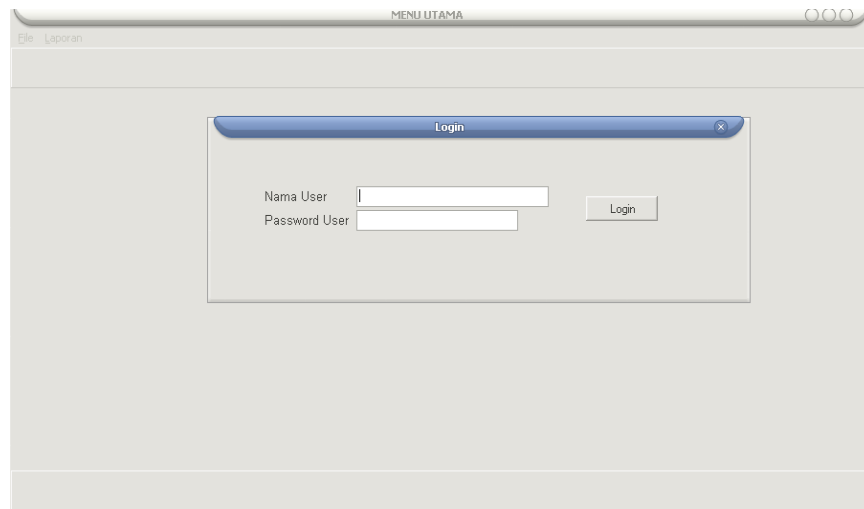 MENU UTAMA
File Laporan
Login
Nama User
Login
Password User